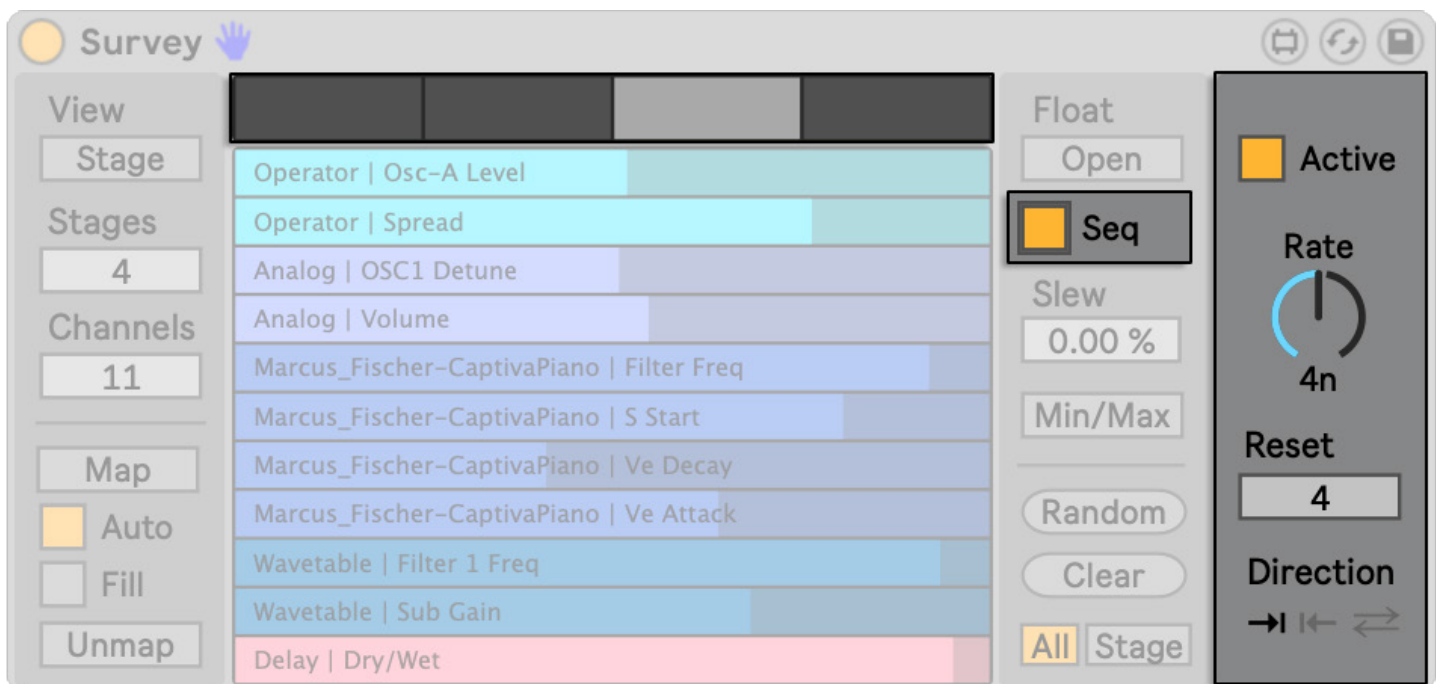 Survey
View
Stage
Stages
4
Channels
11
Map
Auto
Fill
Unmap
Operator | Osc-A Level
Operator | Spread
Analog | OSC1 Detune
Analog | Volume
Marcus_Fischer-CaptivaPiano | Filter Freq
Marcus_Fischer-CaptivaPiano | S Start
Marcus_Fischer-CaptivaPiano | Ve Decay
Marcus_Fischer-CaptivaPiano | Ve Attack
Wavetable | Filter 1 Freq
Wavetable | Sub Gain
Delay | Dry/Wet
Float
Open
Seq
Slew
0.00 %
Min/Max
Random
Clear
All Stage
Active
Rate
4n
Reset
4
Direction